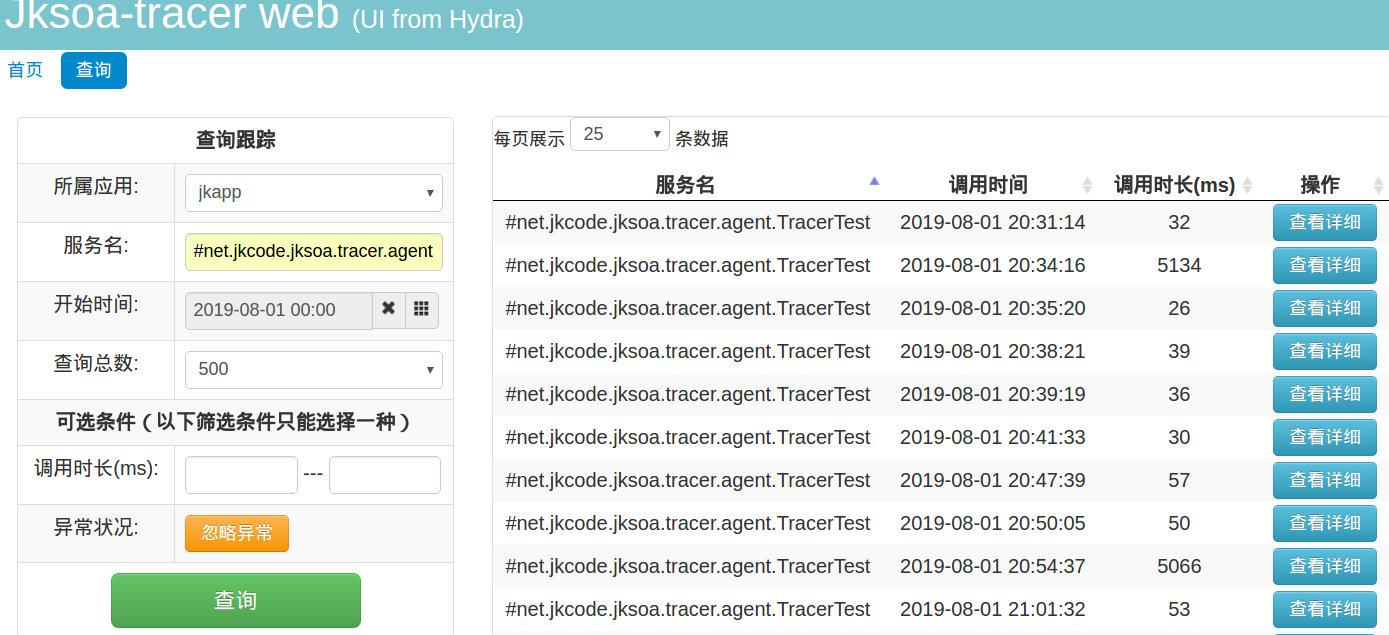 Jksoa-tracer web (UI from Hydra)
首页 查询
查询跟踪
所属应用: jkapp
服务名: #net.jkcode.jksoa.tracer.agent
开始时间: 2019-08-01 00:00
查询总数: 500
可选条件（以下筛选条件只能选择一种）
调用时长(ms): ---
异常状况: 忽略异常
查询
每页展示 25 条数据
服务名 调用时间 调用时长(ms) 操作
#net.jkcode.jksoa.tracer.agent.TracerTest 2019-08-01 20:31:14 32 查看详细
#net.jkcode.jksoa.tracer.agent.TracerTest 2019-08-01 20:34:16 5134 查看详细
#net.jkcode.jksoa.tracer.agent.TracerTest 2019-08-01 20:35:20 26 查看详细
#net.jkcode.jksoa.tracer.agent.TracerTest 2019-08-01 20:38:21 39 查看详细
#net.jkcode.jksoa.tracer.agent.TracerTest 2019-08-01 20:39:19 36 查看详细
#net.jkcode.jksoa.tracer.agent.TracerTest 2019-08-01 20:41:33 30 查看详细
#net.jkcode.jksoa.tracer.agent.TracerTest 2019-08-01 20:47:39 57 查看详细
#net.jkcode.jksoa.tracer.agent.TracerTest 2019-08-01 20:50:05 50 查看详细
#net.jkcode.jksoa.tracer.agent.TracerTest 2019-08-01 20:54:37 5066 查看详细
#net.jkcode.jksoa.tracer.agent.TracerTest 2019-08-01 21:01:32 53 查看详细